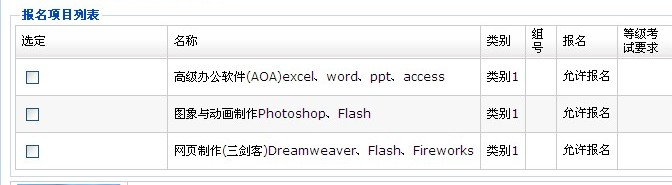 报名项目列表
选定 名称 类别 组号 报名 等级考试要求
高级办公软件(AOA)excel、word、ppt、access 类别1 允许报名
图象与动画制作Photoshop、Flash 类别1 允许报名
网页制作(三剑客)Dreamweaver、Flash、Fireworks 类别1 允许报名